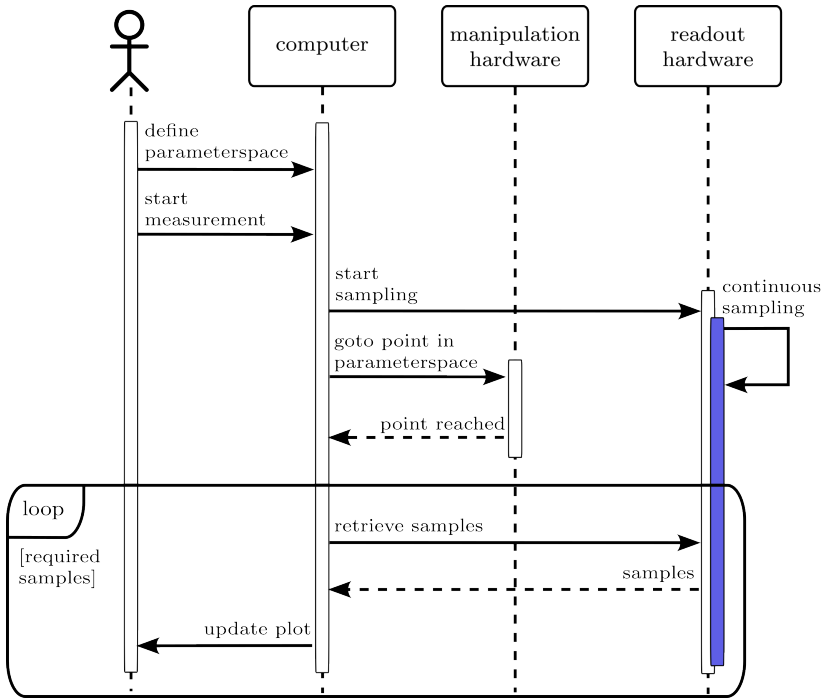 computer
manipulation
hardware
readout
hardware
define
parameterspace
start
measurement
start
sampling
continuous
sampling
goto point in
parameterspace
point reached
loop
retrieve samples
[required
samples]
samples
update plot